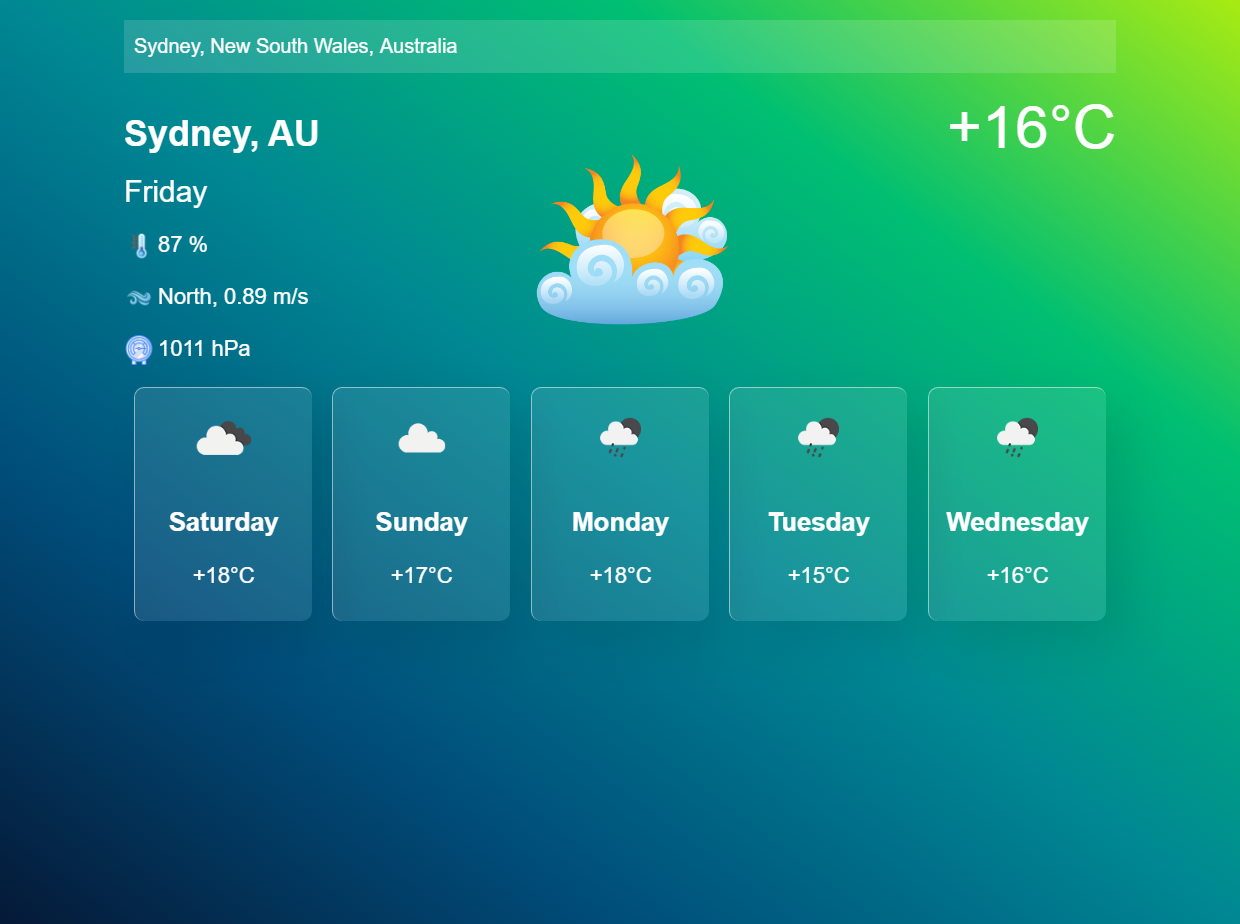 Sydney, New South Wales, Australia
Sydney, AU
+16°C
Friday
87 %
North, 0.89 m/s
1011 hPa
Saturday
+18°C
Sunday
+17°C
Monday
+18°C
Tuesday
+15°C
Wednesday
+16°C